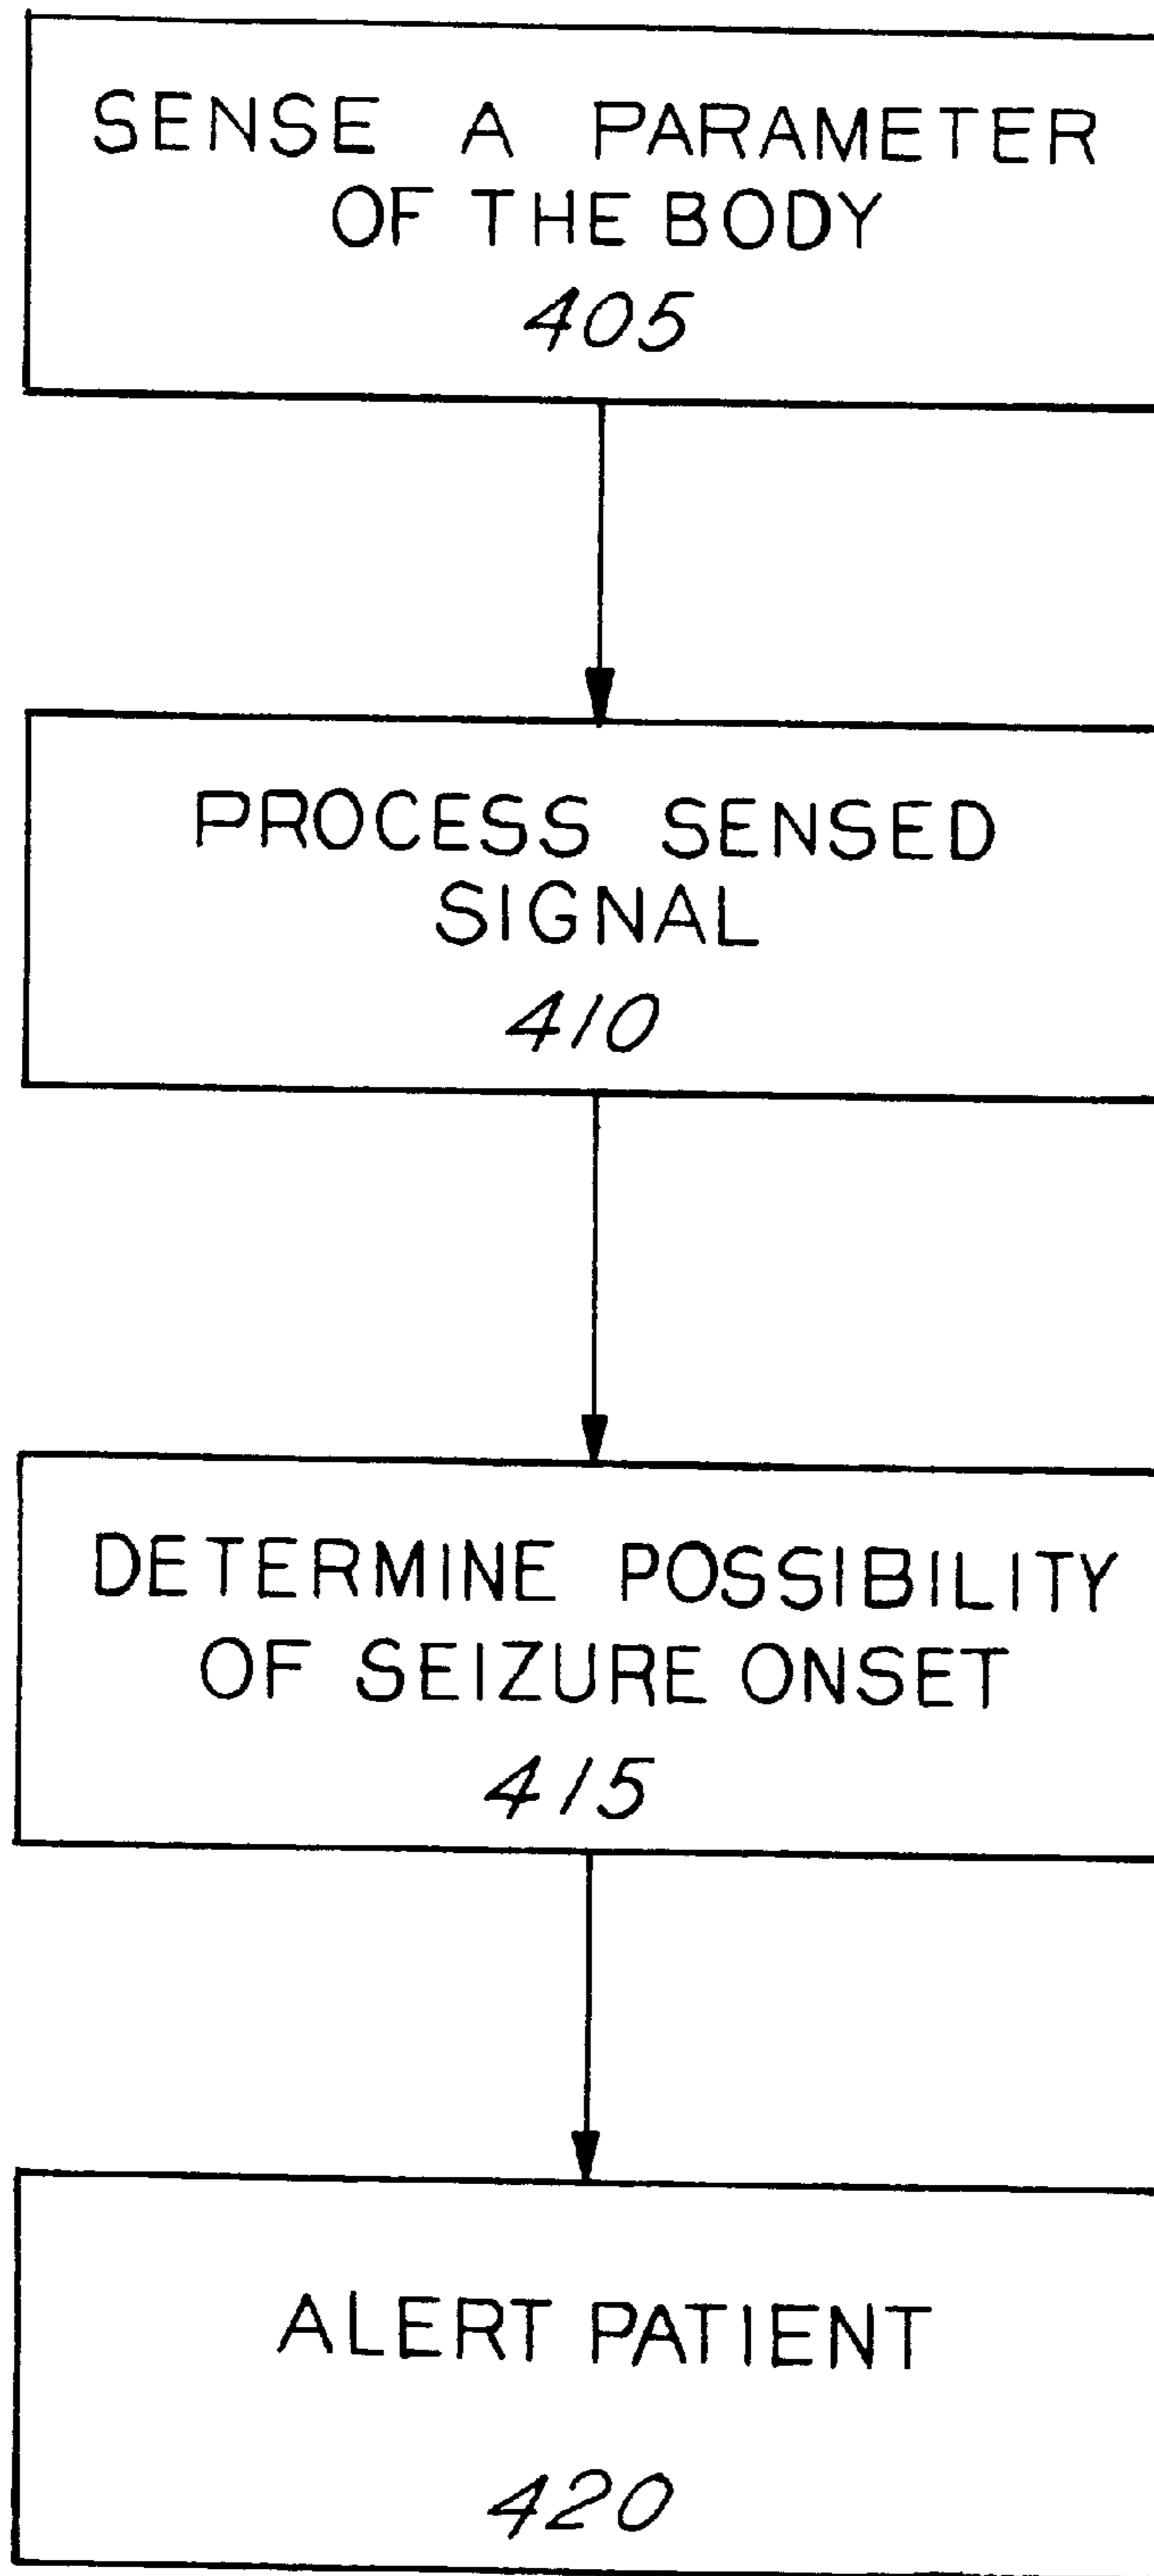 SENSE A PARAMETER
OF THE BODY
405
PROCESS SENSED
SIGNAL
410
DETERMINE POSSIBILITY
OF SEIZURE ONSET
415
ALERT PATIENT
420